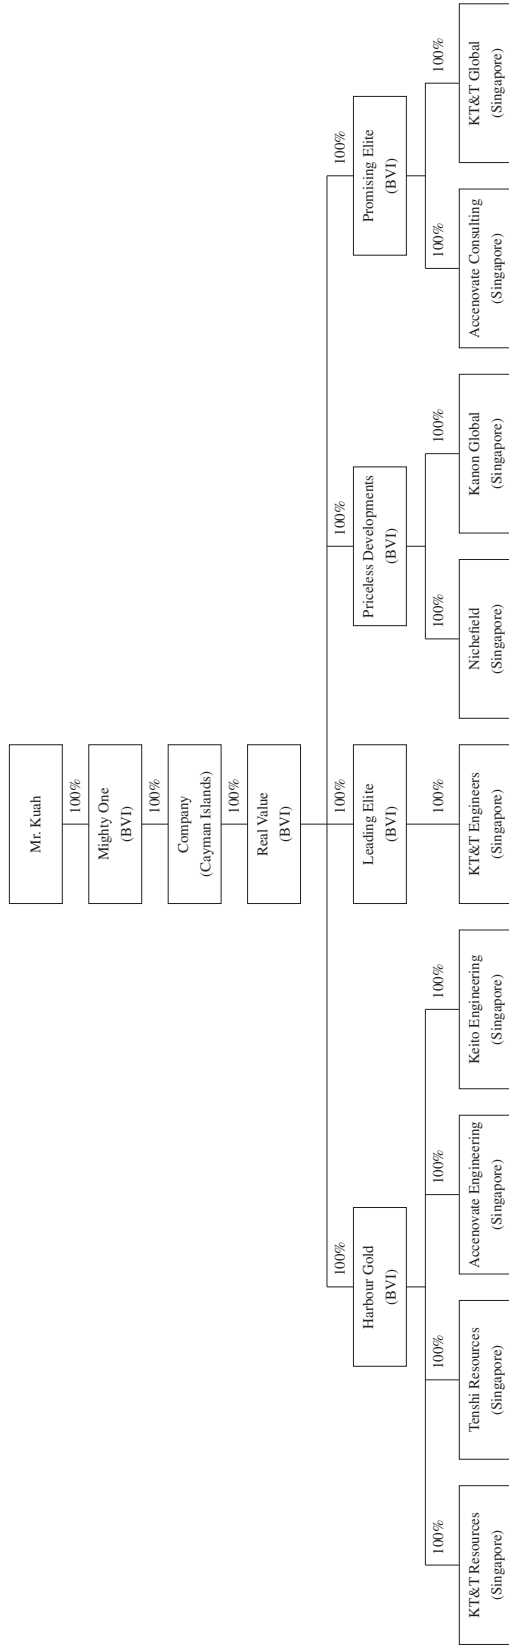 Mr. Kuah
100%
Mighty One
(BVI)
100%
Company
(Cayman Islands)
100%
Real Value
(BVI)
100%
100%
100%
100%
Harbour Gold
(BVI)
Leading Elite
(BVI)
Priceless Developments
(BVI)
Promising Elite
(BVI)
100%
100%
100%
100%
100%
100%
100%
100%
100%
KT&T Resources
(Singapore)
Tenshi Resources
(Singapore)
Accenovate Engineering
(Singapore)
Keito Engineering
(Singapore)
KT&T Engineers
(Singapore)
Nichefield
(Singapore)
Kanon Global
(Singapore)
Accenovate Consulting
(Singapore)
KT&T Global
(Singapore)